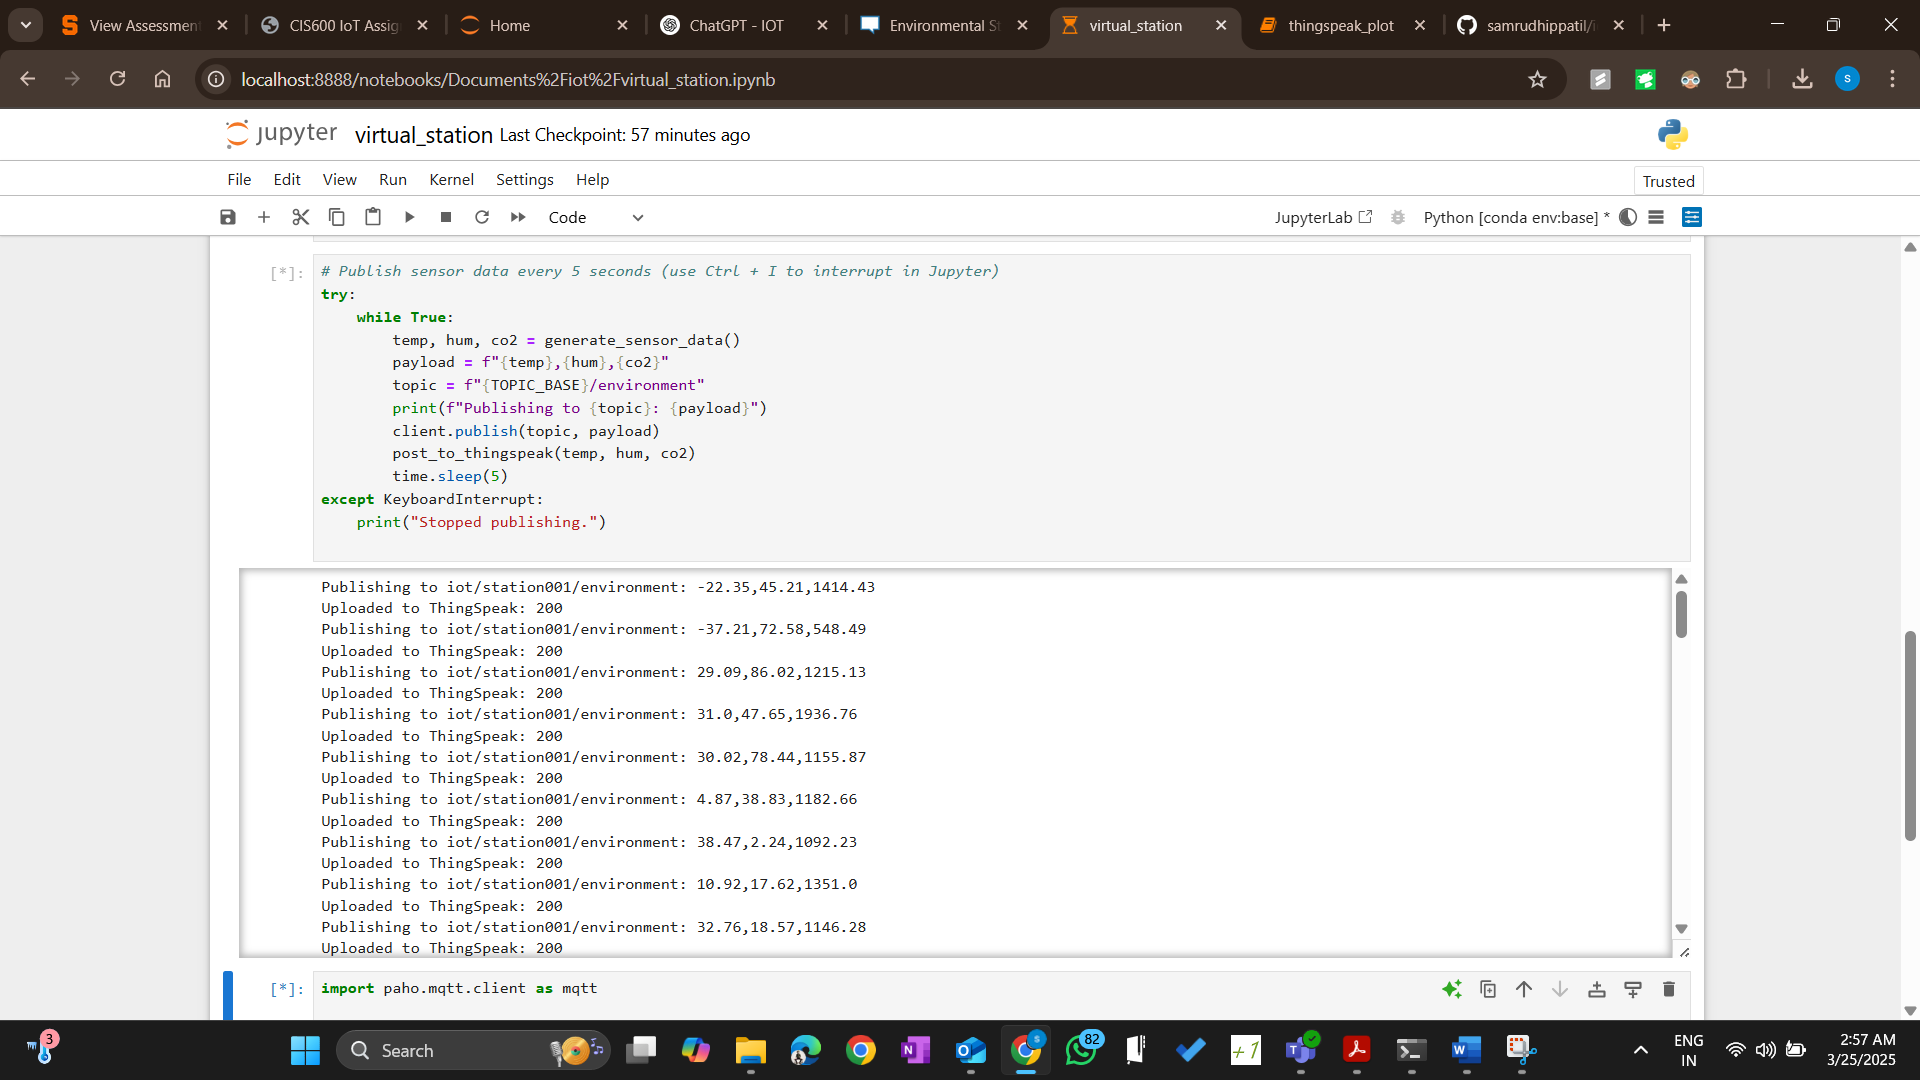 View Assessment
CIS600 IoT Assig
Home
ChatGPT - IOT
Environmental S
virtual_station
thingspeak_plot
samrudhippatil/i
localhost:8888/notebooks/Documents%2Fiot%2Fvirtual_station.ipynb
S
jupyter virtual_station Last Checkpoint: 57 minutes ago
File Edit View Run Kernel Settings Help
Trusted
Code
JupyterLab
Python [conda env:base] *
[*]:
# Publish sensor data every 5 seconds (use Ctrl + I to interrupt in Jupyter)
try:
    while True:
        temp, hum, co2 = generate_sensor_data()
        payload = f"{temp},{hum},{co2}"
        topic = f"{TOPIC_BASE}/environment"
        print(f"Publishing to {topic}: {payload}")
        client.publish(topic, payload)
        post_to_thingspeak(temp, hum, co2)
        time.sleep(5)
except KeyboardInterrupt:
    print("Stopped publishing.")
Publishing to iot/station001/environment: -22.35,45.21,1414.43
Uploaded to ThingSpeak: 200
Publishing to iot/station001/environment: -37.21,72.58,548.49
Uploaded to ThingSpeak: 200
Publishing to iot/station001/environment: 29.09,86.02,1215.13
Uploaded to ThingSpeak: 200
Publishing to iot/station001/environment: 31.0,47.65,1936.76
Uploaded to ThingSpeak: 200
Publishing to iot/station001/environment: 30.02,78.44,1155.87
Uploaded to ThingSpeak: 200
Publishing to iot/station001/environment: 4.87,38.83,1182.66
Uploaded to ThingSpeak: 200
Publishing to iot/station001/environment: 38.47,2.24,1092.23
Uploaded to ThingSpeak: 200
Publishing to iot/station001/environment: 10.92,17.62,1351.0
Uploaded to ThingSpeak: 200
Publishing to iot/station001/environment: 32.76,18.57,1146.28
Uploaded to ThingSpeak: 200
[*]:
import paho.mqtt.client as mqtt
3
Search
82
+1
ENG
IN
2:57 AM
3/25/2025